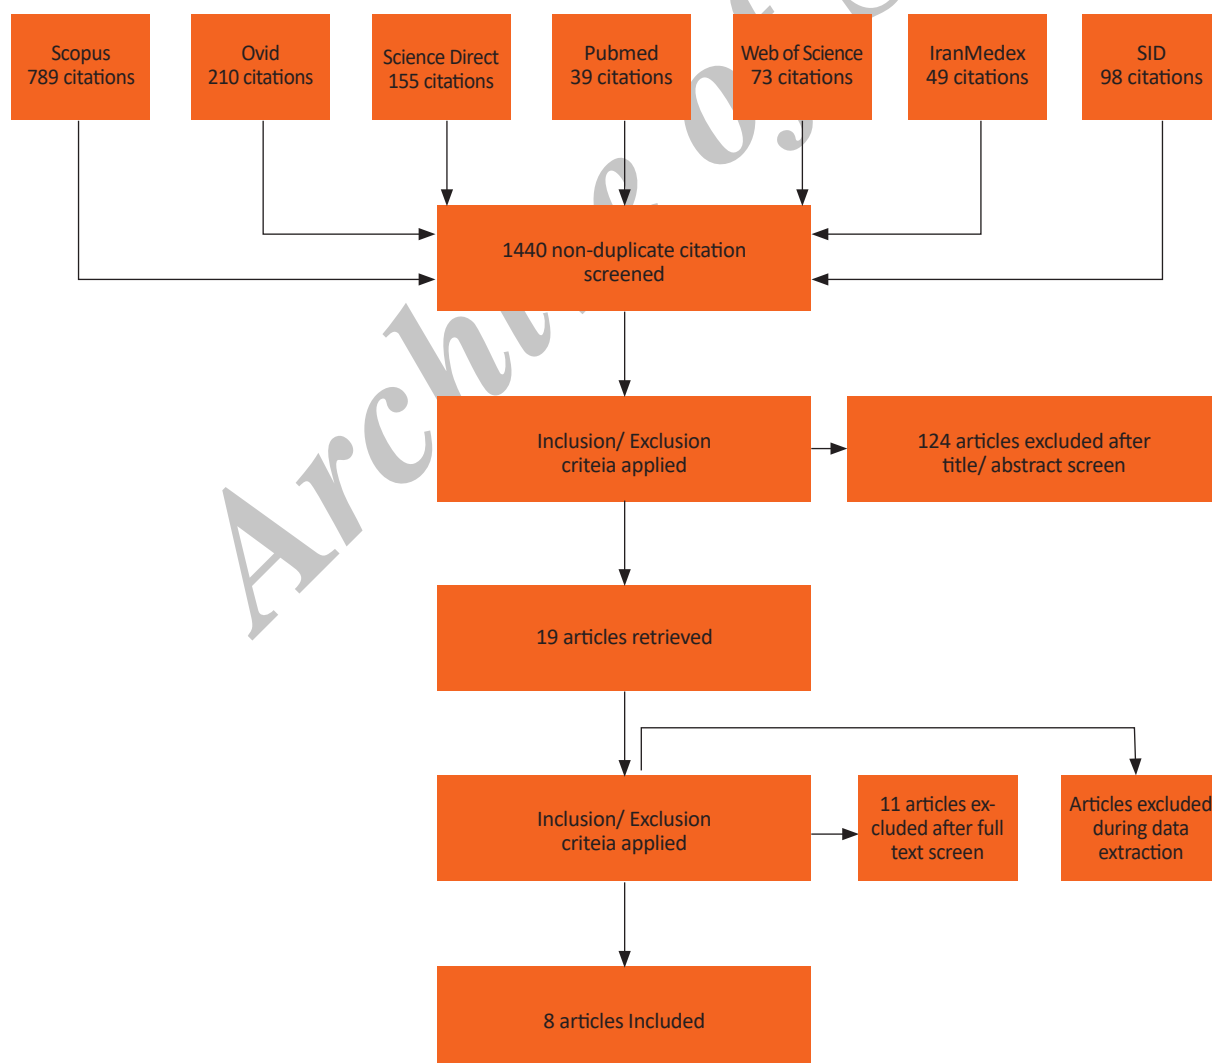 Scopus
789 citations
Ovid
210 citations
Science Direct
155 citations
Pubmed
39 citations
Web of Science
73 citations
IranMedex
49 citations
SID
98 citations
1440 non-duplicate citation
screened
Inclusion/ Exclusion
criteia applied
124 articles excluded after
title/ abstract screen
19 articles retrieved
Inclusion/ Exclusion
criteia applied
11 articles ex-
cluded after full
text screen
Articles excluded
during data
extraction
8 articles Included
Archive of